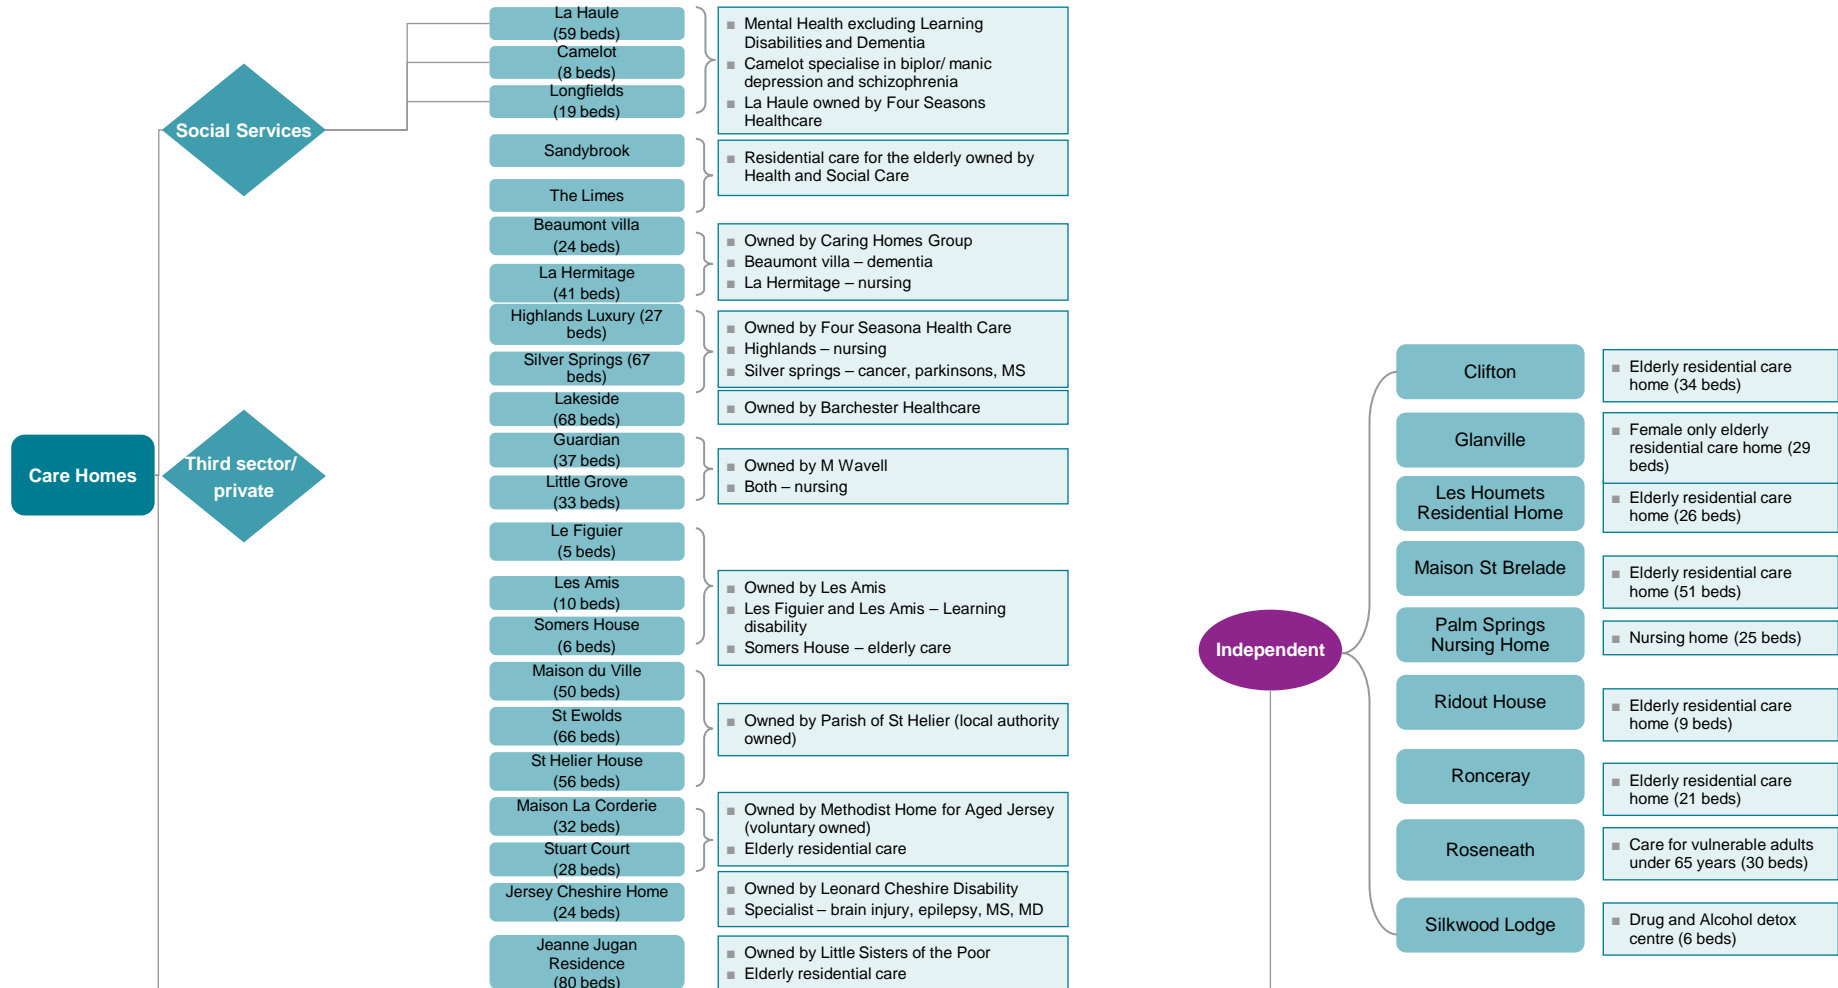 Care Homes
Social Services
Third sector/
private
La Haule
(59 beds)
Camelot
(8 beds)
Longfields
(19 beds)
Mental Health excluding Learning
Disabilities and Dementia
Camelot specialise in biplor/ manic
depression and schizophrenia
La Haule owned by Four Seasons
Healthcare
Sandybrook
The Limes
Residential care for the elderly owned by
Health and Social Care
Beaumont villa
(24 beds)
La Hermitage
(41 beds)
Owned by Caring Homes Group
Beaumont villa – dementia
La Hermitage – nursing
Highlands Luxury (27
beds)
Silver Springs (67
beds)
Owned by Four Seasona Health Care
Highlands – nursing
Silver springs – cancer, parkinsons, MS
Lakeside
(68 beds)
Owned by Barchester Healthcare
Guardian
(37 beds)
Little Grove
(33 beds)
Owned by M Wavell
Both – nursing
Le Figuier
(5 beds)
Les Amis
(10 beds)
Somers House
(6 beds)
Owned by Les Amis
Les Figuier and Les Amis – Learning
disability
Somers House – elderly care
Maison du Ville
(50 beds)
St Ewolds
(66 beds)
St Helier House
(56 beds)
Owned by Parish of St Helier (local authority
owned)
Maison La Corderie
(32 beds)
Stuart Court
(28 beds)
Owned by Methodist Home for Aged Jersey
(voluntary owned)
Elderly residential care
Jersey Cheshire Home
(24 beds)
Owned by Leonard Cheshire Disability
Specialist – brain injury, epilepsy, MS, MD
Jeanne Jugan
Residence
(80 beds)
Owned by Little Sisters of the Poor
Elderly residential care
Independent
Clifton
Elderly residential care
home (34 beds)
Glanville
Female only elderly
residential care home (29
beds)
Les Houmets
Residential Home
Elderly residential care
home (26 beds)
Maison St Brelade
Elderly residential care
home (51 beds)
Palm Springs
Nursing Home
Nursing home (25 beds)
Ridout House
Elderly residential care
home (9 beds)
Ronceray
Elderly residential care
home (21 beds)
Roseneath
Care for vulnerable adults
under 65 years (30 beds)
Silkwood Lodge
Drug and Alcohol detox
centre (6 beds)